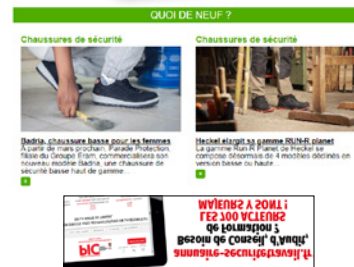 QUOI DE NEUF ?
Chaussures de sécurité
Badria, chaussure basse pour les femmes
À partir de mars prochain, Parade Protection,
filiale du Groupe Eram, commercialisera son
nouveau modèle Badria, une chaussure de
sécurité basse haut de gamme...
Chaussures de sécurité
Heckel élargit sa gamme RUN-R planet
La gamme Run-R Planet de Heckel se
compose désormais de 4 modèles déclinés en
version basse ou haute...
annuaire-securitetravail.fr
Besoin de Conseil, d'Audit,
de Formation ?
LES 700 ACTEURS
MAJEURS Y SONT !
PIC